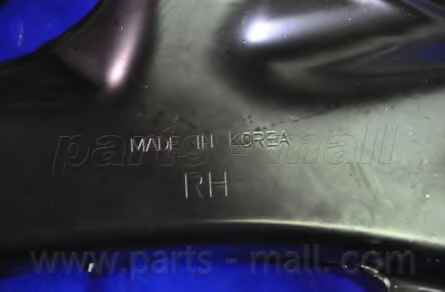 MADE IN KOREA
parts-mall
RH
www.parts-mall.com